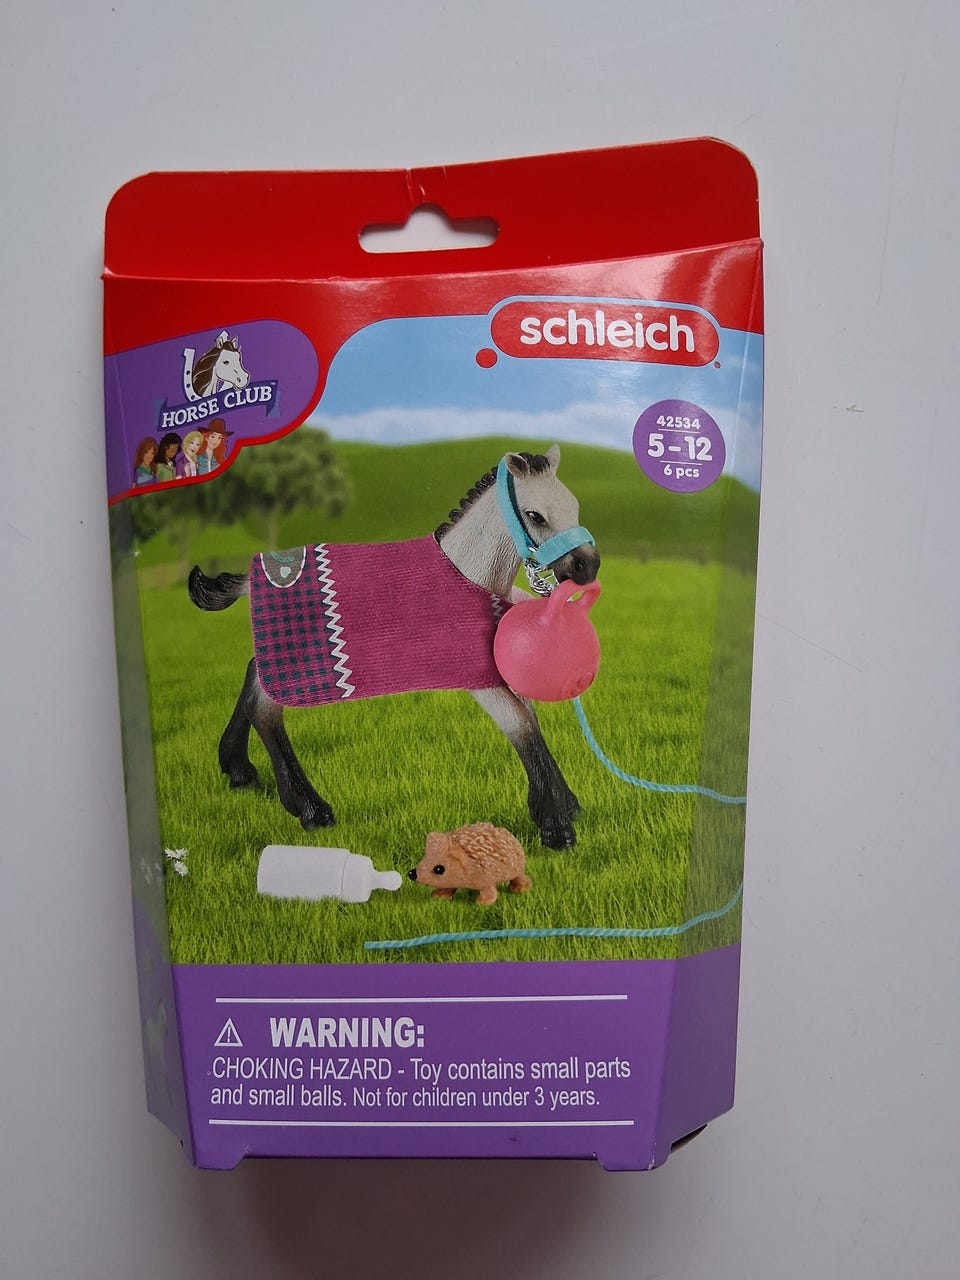 schleich
HORSE CLUB™
42534
5-12
6 pcs
⚠ WARNING:
CHOKING HAZARD - Toy contains small parts
and small balls. Not for children under 3 years.